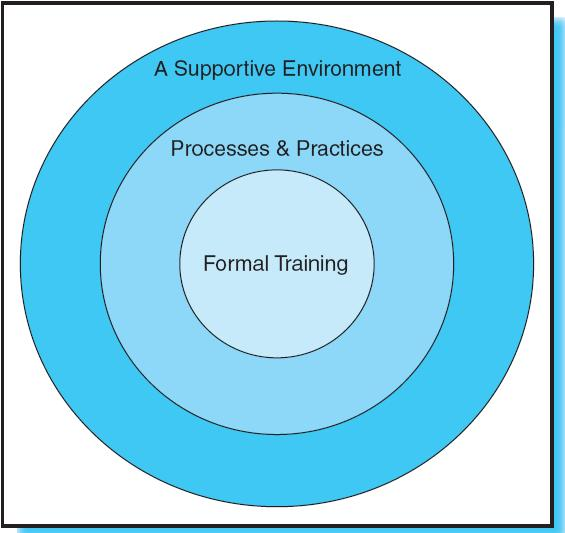 A Supportive Environment
Processes & Practices
Formal Training